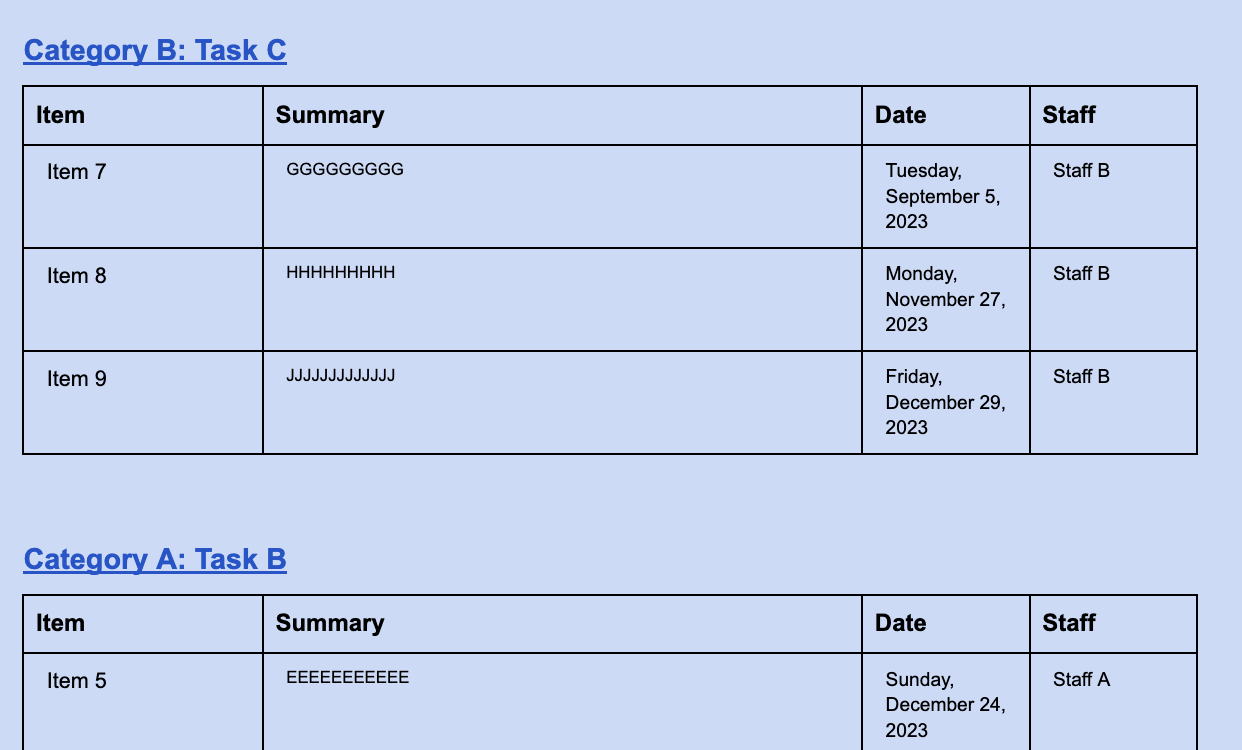 Category B: Task C
Item Summary Date Staff
Item 7 GGGGGGGGG Tuesday, Staff B
September 5,
2023
Item 8 HHHHHHHHH Monday, Staff B
November 27,
2023
Item 9 JJJJJJJJJJJJJ Friday, Staff B
December 29,
2023
Category A: Task B
Item Summary Date Staff
Item 5 EEEEEEEEEEE Sunday, Staff A
December 24,
2023